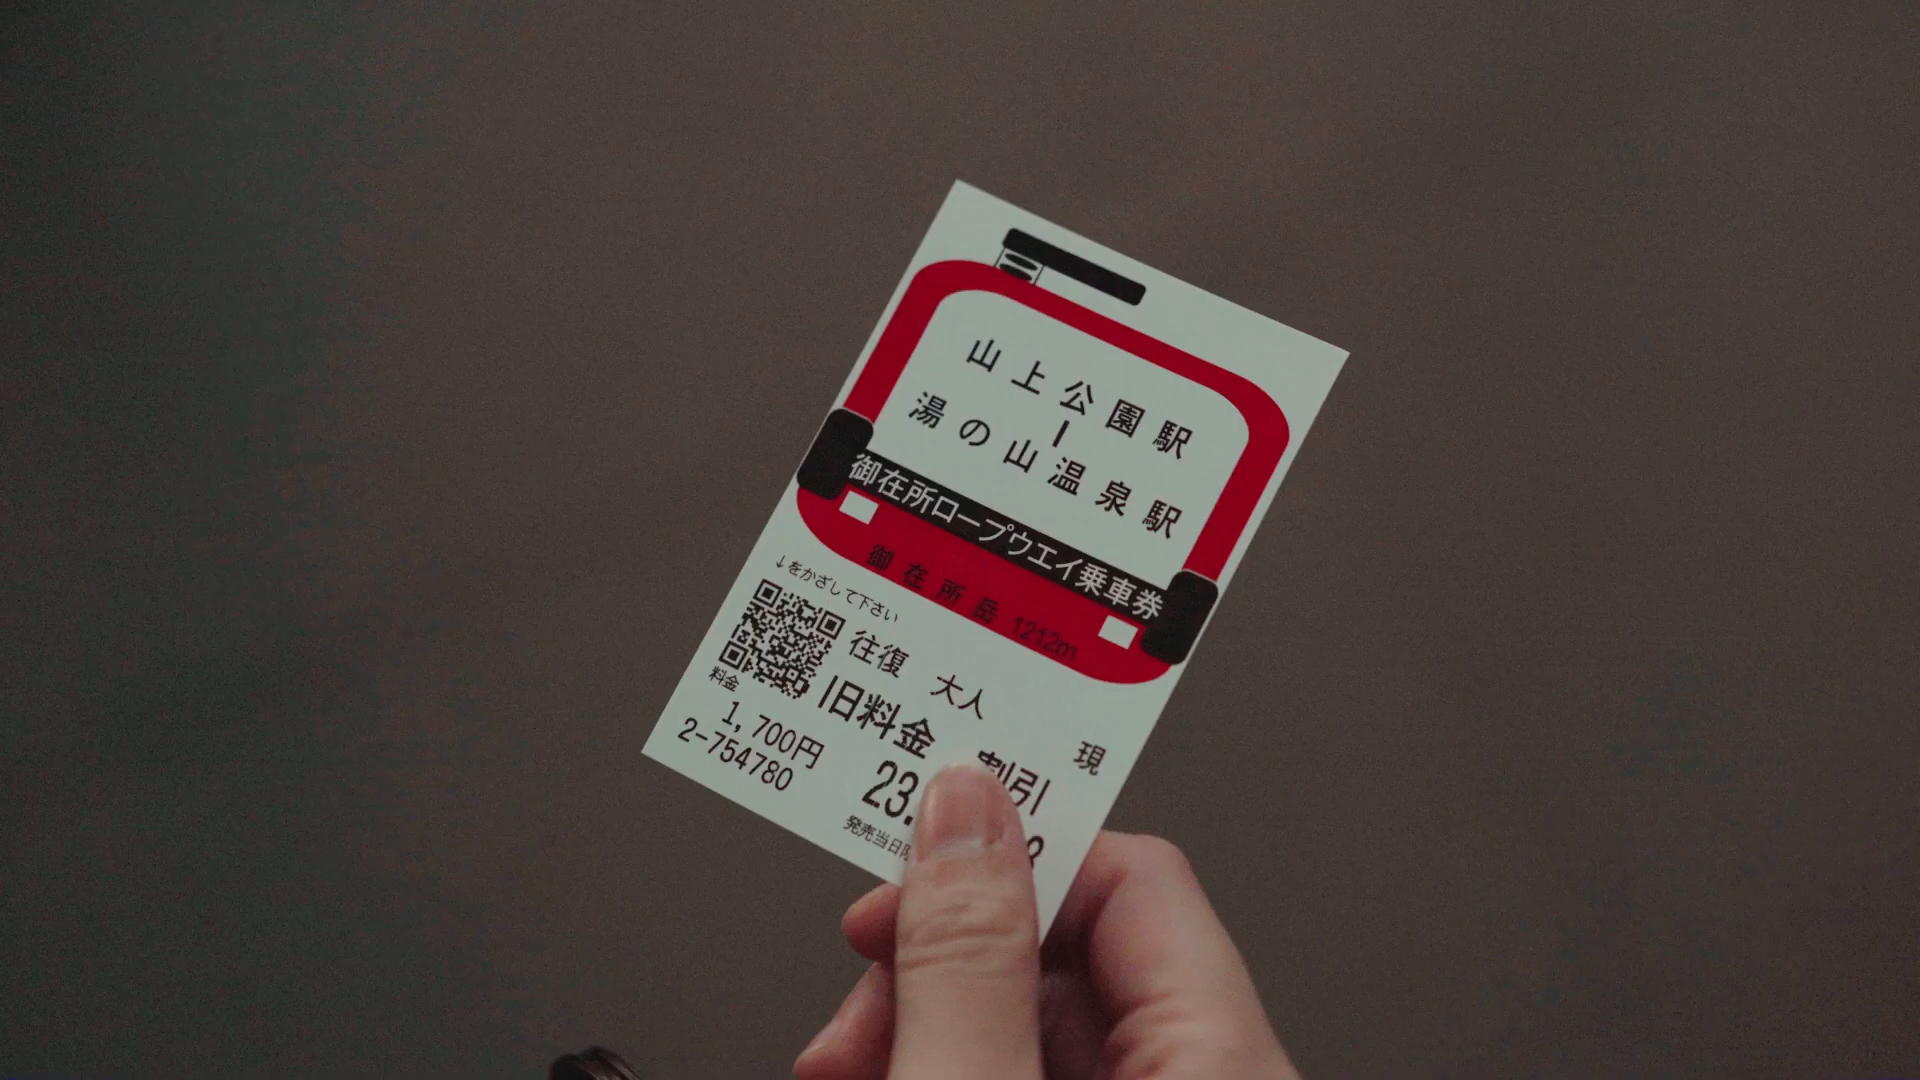 山上公園駅
ー
湯の山温泉駅
御在所ロープウエイ乗車券
御在所岳 1212m
↓をかざして下さい
往復 大人
料金
旧料金 割引 現
1,700円
23.
2-754780
発売当日